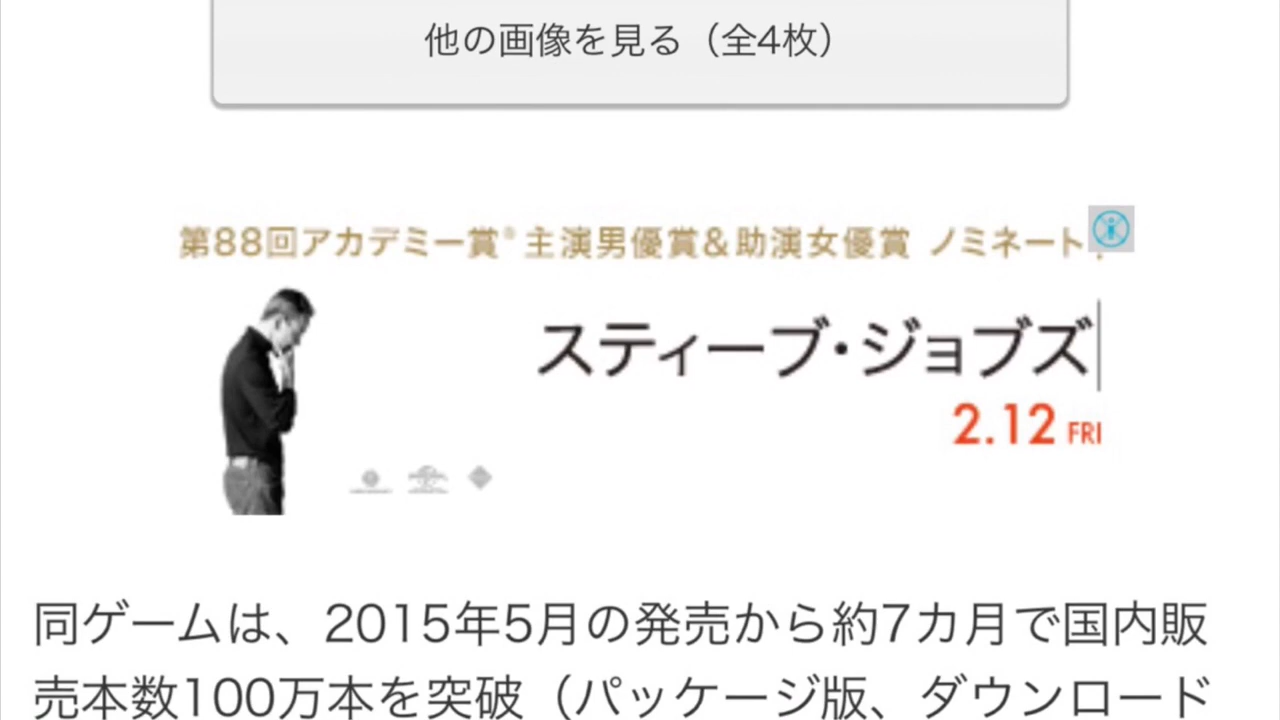 他の画像を見る（全4枚）
第88回アカデミー賞® 主演男優賞＆助演女優賞 ノミネート
スティーブ・ジョブズ
2.12 FRI
同ゲームは、2015年5月の発売から約7カ月で国内販
売本数100万本を突破（パッケージ版、ダウンロード